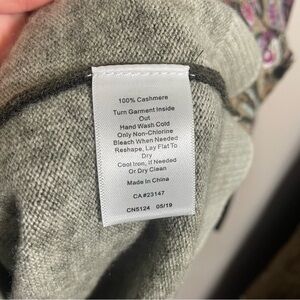 100% Cashmere
Turn Garment Inside
Out
Hand Wash Cold
Only Non-Chlorine
Bleach When Needed
Reshape, Lay Flat To
Dry
Cool Iron, if Needed
Or Dry Clean
Made in China
CA#23147
CN5124 05/19